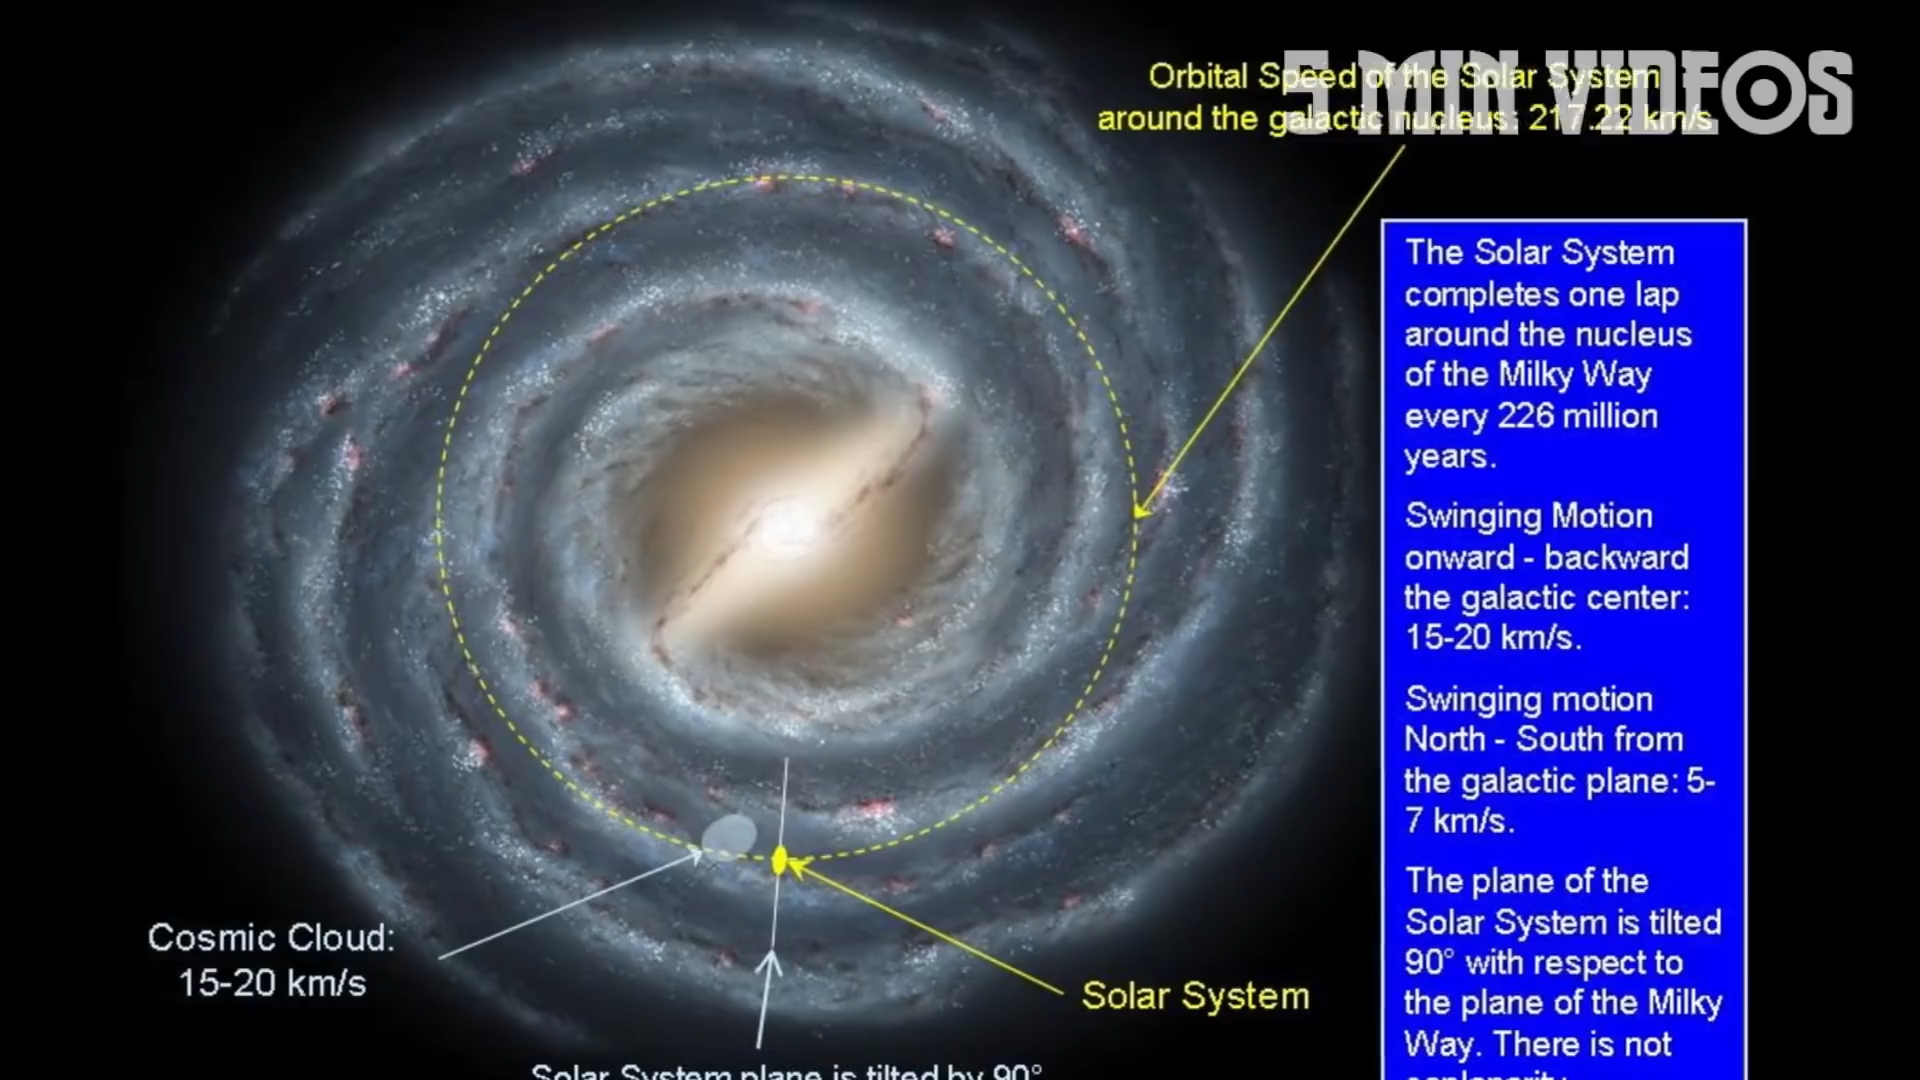 5 MIN VIDEOS
Orbital Speed of the Solar System
around the galactic nucleus: 217.22 km/s
The Solar System
completes one lap
around the nucleus
of the Milky Way
every 226 million
years.
Swinging Motion
onward - backward
the galactic center:
15-20 km/s.
Swinging motion
North - South from
the galactic plane: 5-
7 km/s.
The plane of the
Solar System is tilted
90° with respect to
the plane of the Milky
Way. There is not
Cosmic Cloud:
15-20 km/s
Solar System
Solar System plane is tilted by 90°